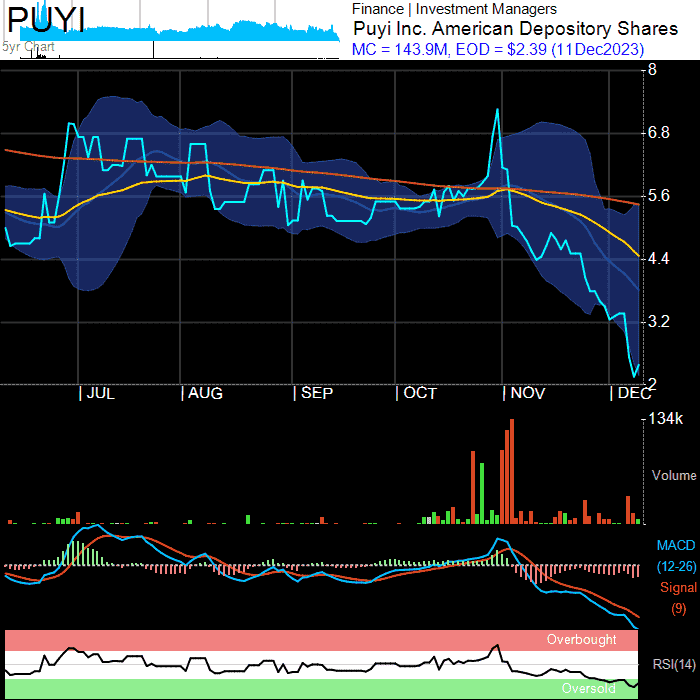 PUYI
5yr Chart
Finance | Investment Managers
Puyi Inc. American Depository Shares
MC = 143.9M, EOD = $2.39 (11Dec2023)
8
6.8
5.6
4.4
3.2
2
| JUL | AUG | SEP | OCT | NOV | DEC
134k
Volume
MACD
(12-26)
Signal
(9)
Overbought
RSI(14)
Oversold